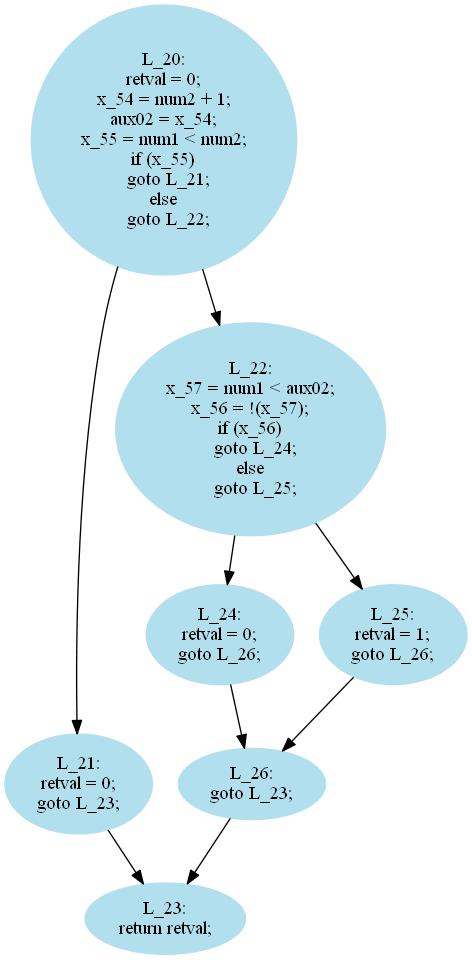 L_20:
retval = 0;
x_54 = num2 + 1;
aux02 = x_54;
x_55 = num1 < num2;
if (x_55)
goto L_21;
else
goto L_22;
L_22:
x_57 = num1 < aux02;
x_56 = !(x_57);
if (x_56)
goto L_24;
else
goto L_25;
L_24:
retval = 0;
goto L_26;
L_25:
retval = 1;
goto L_26;
L_21:
retval = 0;
goto L_23;
L_26:
goto L_23;
L_23:
return retval;